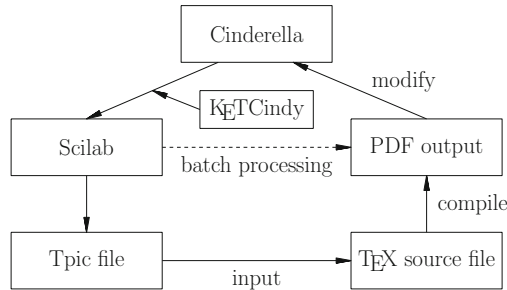 Cinderella
modify
KETCindy
Scilab
PDF output
batch processing
compile
Tpic file
TEX source file
input